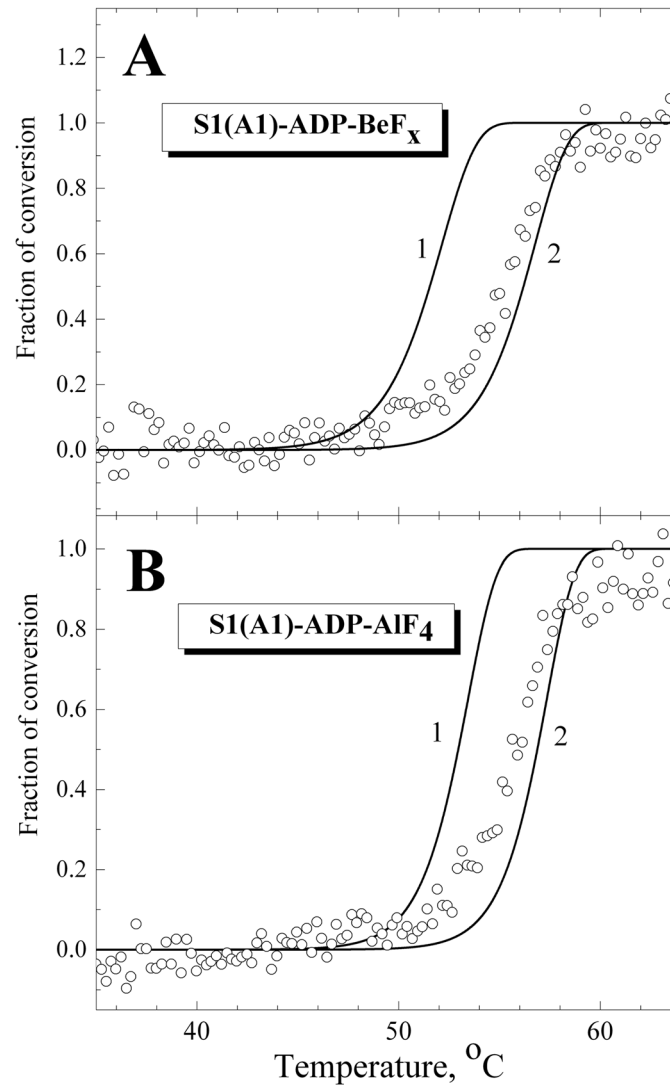 A
S1(A1)-ADP-BeFx
1.2
1.0
0.8
0.6
0.4
0.2
0.0
Fraction of conversion
1
2
B
S1(A1)-ADP-AlF4
1.0
0.8
0.6
0.4
0.2
0.0
Fraction of conversion
1
2
40 50 60
Temperature, °C